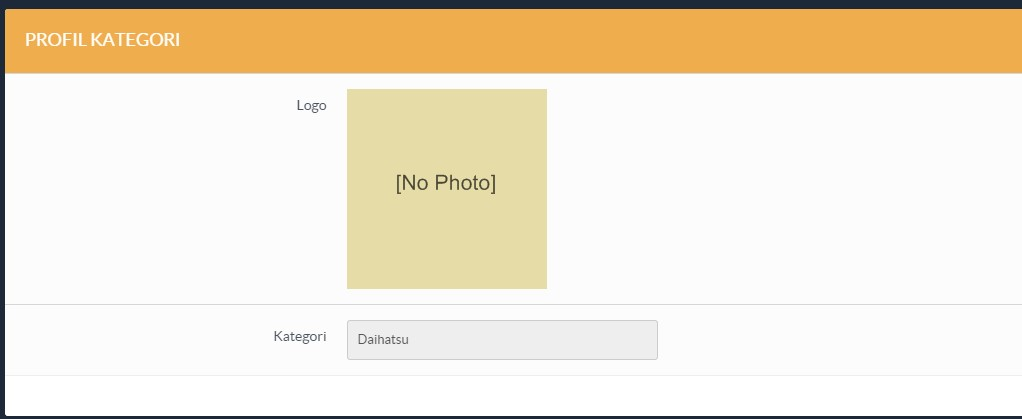 PROFIL KATEGORI
Logo
[No Photo]
Kategori
Daihatsu